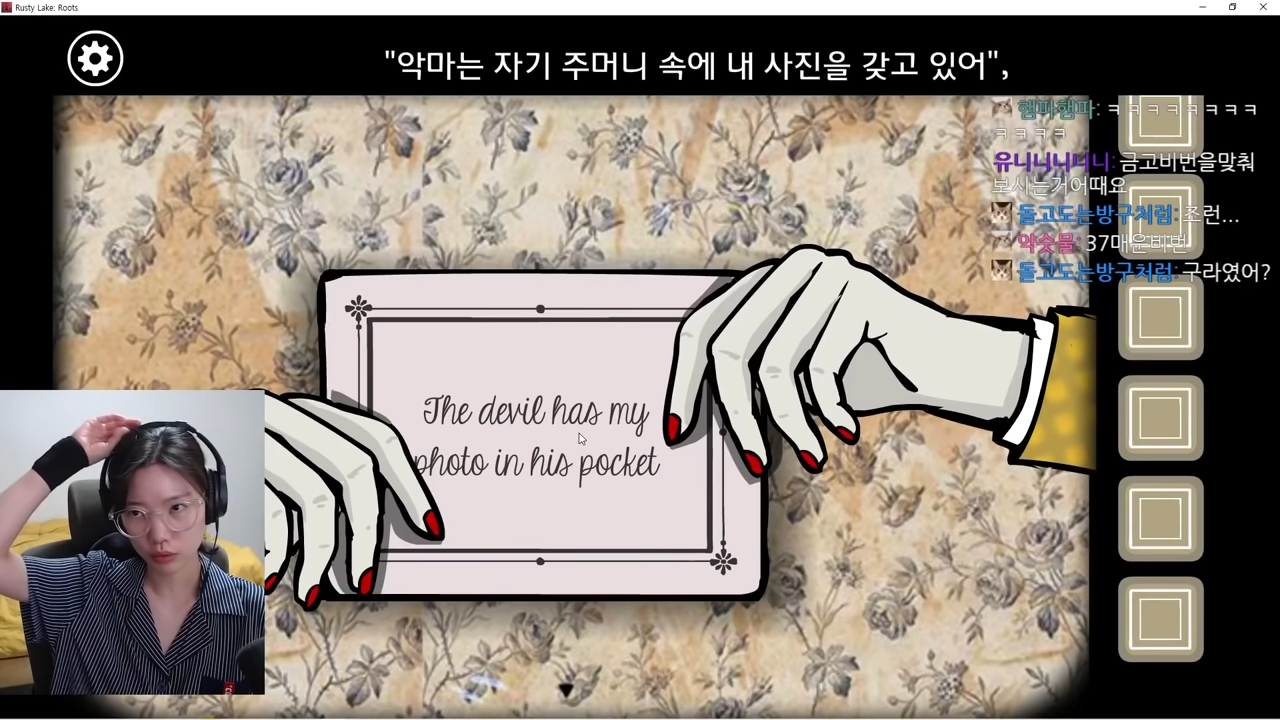 Rusty Lake: Roots
"악마는 자기 주머니 속에 내 사진을 갖고 있어",
햄파햄파: ㅋㅋㅋㅋㅋㅋㅋㅋ
ㅋㅋㅋㅋ
유니니니니니: 금고비번을맞춰
보시는거어때요
돌고도는방구처럼: 조런...
약숫물: 37매운비번
돌고도는방구처럼: 구라였어?
The devil has my
photo in his pocket